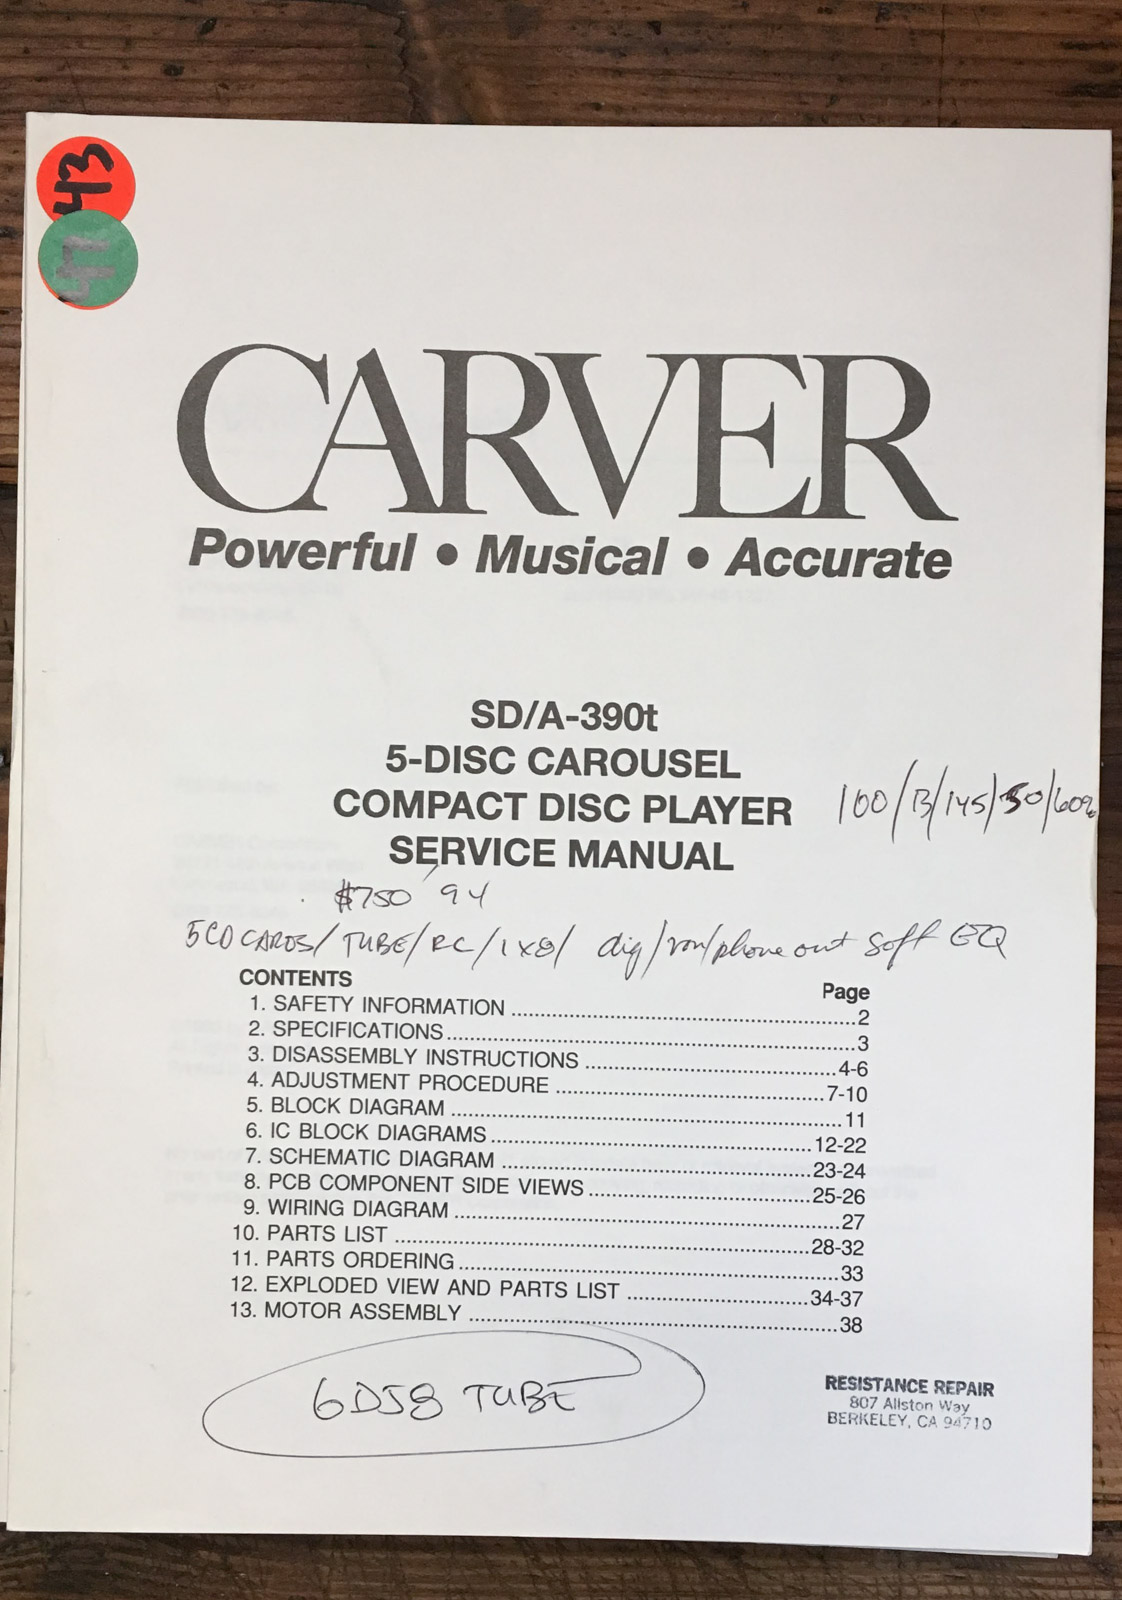 43
44
CARVER
Powerful • Musical • Accurate
SD/A-390t
5-DISC CAROUSEL
COMPACT DISC PLAYER
SERVICE MANUAL
100/B/145/50/60%
$750 '94
5CD CAROS/ TUBE/RC/1x8/ dig/ /phone out Soft EQ
CONTENTS Page
1. SAFETY INFORMATION ........ 2
2. SPECIFICATIONS ........ 3
3. DISASSEMBLY INSTRUCTIONS ........ 4-6
4. ADJUSTMENT PROCEDURE ........ 7-10
5. BLOCK DIAGRAM ........ 11
6. IC BLOCK DIAGRAMS ........ 12-22
7. SCHEMATIC DIAGRAM ........ 23-24
8. PCB COMPONENT SIDE VIEWS ........ 25-26
9. WIRING DIAGRAM ........ 27
10. PARTS LIST ........ 28-32
11. PARTS ORDERING ........ 33
12. EXPLODED VIEW AND PARTS LIST ........ 34-37
13. MOTOR ASSEMBLY ........ 38
6DJ8 TUBE
RESISTANCE REPAIR
807 Allston Way
BERKELEY, CA 94710